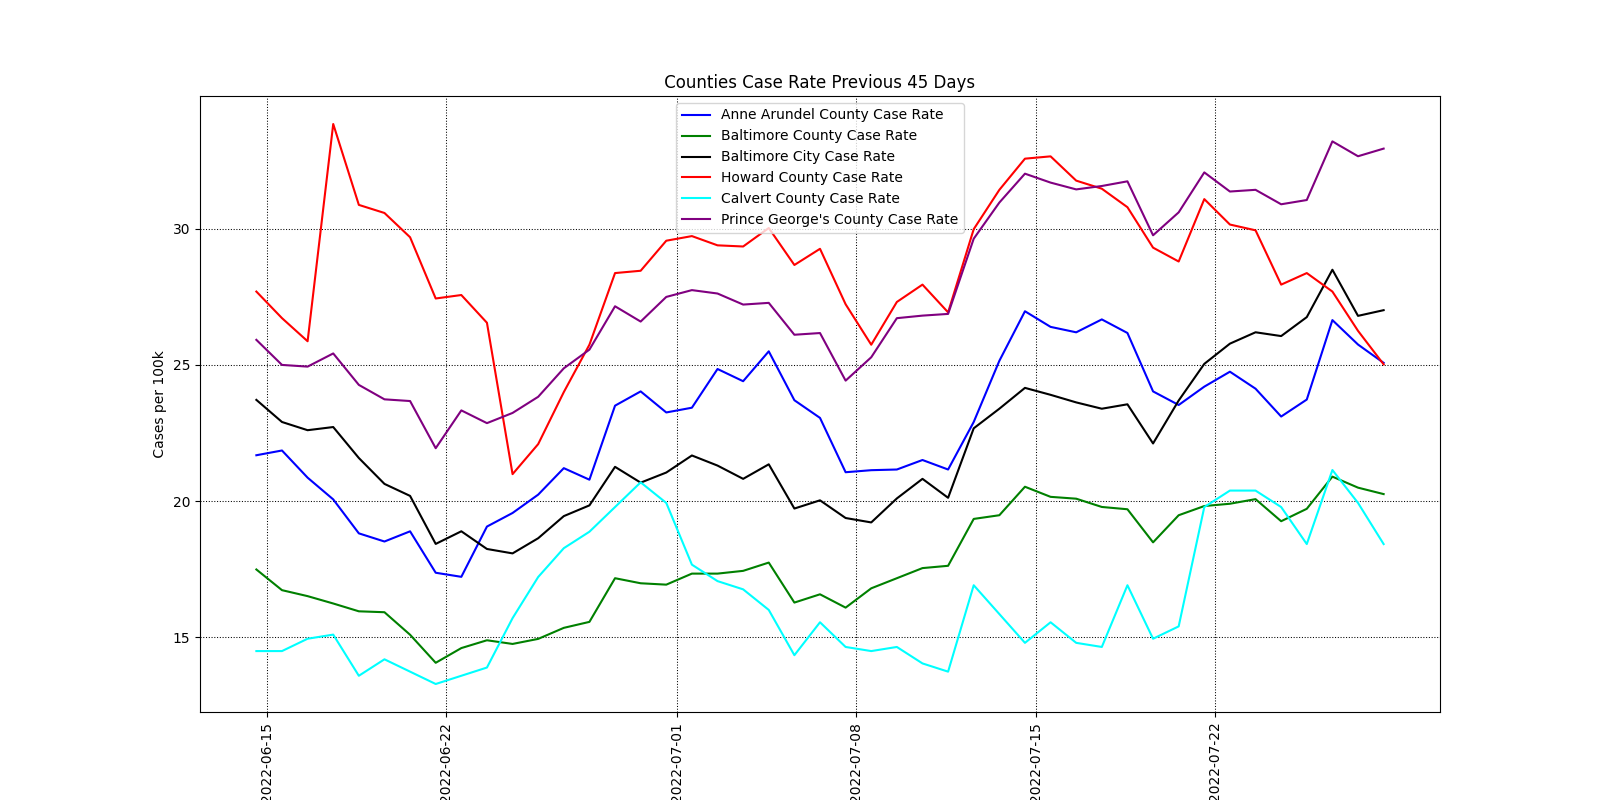 Counties Case Rate Previous 45 Days
Anne Arundel County Case Rate
Baltimore County Case Rate
Baltimore City Case Rate
Howard County Case Rate
Calvert County Case Rate
Prince George's County Case Rate
Cases per 100k
30
25
20
15
2022-06-15
2022-06-22
2022-07-01
2022-07-08
2022-07-15
2022-07-22